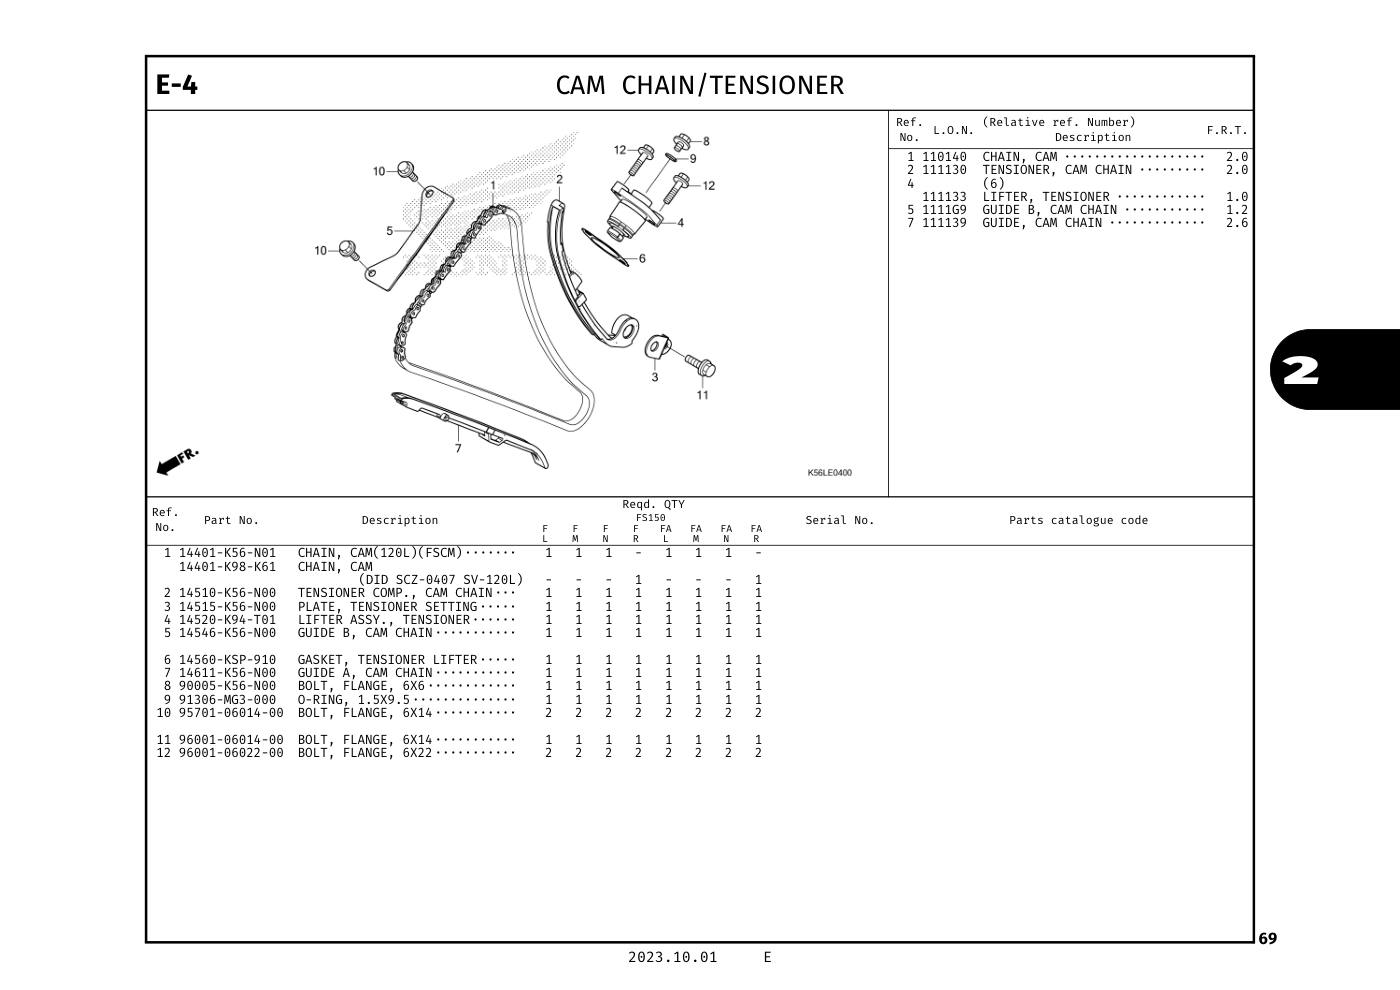 E-4 CAM CHAIN/TENSIONER
8
12
9
10
1
2
12
4
5
10
6
3
11
7
HONDA
FR.
K56LE0400
Ref. (Relative ref. Number)
No. L.O.N. Description F.R.T.
1 110140 CHAIN, CAM ··················· 2.0
2 111130 TENSIONER, CAM CHAIN ········· 2.0
4 (6)
111133 LIFTER, TENSIONER ············ 1.0
5 1111G9 GUIDE B, CAM CHAIN ··········· 1.2
7 111139 GUIDE, CAM CHAIN ············· 2.6
2
Reqd. QTY
Ref. FS150
No. Part No. Description Serial No. Parts catalogue code
F F F F FA FA FA FA
L M N R L M N R
1 14401-K56-N01 CHAIN, CAM(120L)(FSCM)······· 1 1 1 - 1 1 1 -
14401-K98-K61 CHAIN, CAM
(DID SCZ-0407 SV-120L) - - - 1 - - - 1
2 14510-K56-N00 TENSIONER COMP., CAM CHAIN··· 1 1 1 1 1 1 1 1
3 14515-K56-N00 PLATE, TENSIONER SETTING····· 1 1 1 1 1 1 1 1
4 14520-K94-T01 LIFTER ASSY., TENSIONER······ 1 1 1 1 1 1 1 1
5 14546-K56-N00 GUIDE B, CAM CHAIN··········· 1 1 1 1 1 1 1 1
6 14560-KSP-910 GASKET, TENSIONER LIFTER····· 1 1 1 1 1 1 1 1
7 14611-K56-N00 GUIDE A, CAM CHAIN··········· 1 1 1 1 1 1 1 1
8 90005-K56-N00 BOLT, FLANGE, 6X6············ 1 1 1 1 1 1 1 1
9 91306-MG3-000 O-RING, 1.5X9.5·············· 1 1 1 1 1 1 1 1
10 95701-06014-00 BOLT, FLANGE, 6X14··········· 2 2 2 2 2 2 2 2
11 96001-06014-00 BOLT, FLANGE, 6X14··········· 1 1 1 1 1 1 1 1
12 96001-06022-00 BOLT, FLANGE, 6X22··········· 2 2 2 2 2 2 2 2
69
2023.10.01 E